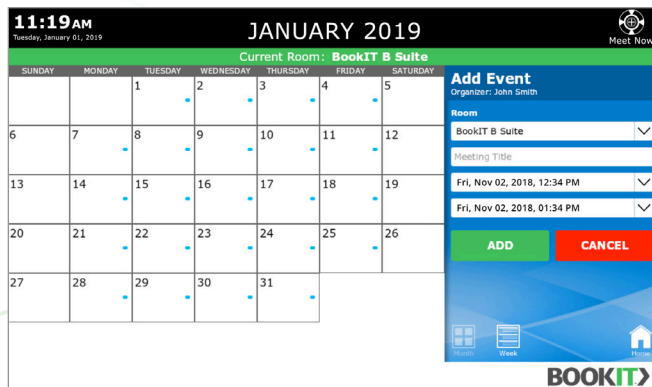 11:19AM
Tuesday, January 01, 2019
JANUARY 2019
Meet Now
Current Room: BookIT B Suite
SUNDAY MONDAY TUESDAY WEDNESDAY THURSDAY FRIDAY SATURDAY
1 2 3 4 5
6 7 8 9 10 11 12
13 14 15 16 17 18 19
20 21 22 23 24 25 26
27 28 29 30 31
Add Event
Organizer: John Smith
Room
BookIT B Suite
Meeting Title
Fri, Nov 02, 2018, 12:34 PM
Fri, Nov 02, 2018, 01:34 PM
ADD CANCEL
Month Week Home
BOOKIT